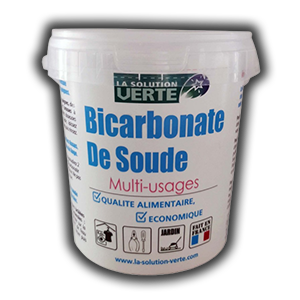 LA SOLUTION
VERTE
Bicarbonate
De Soude
Multi-usages
QUALITE ALIMENTAIRE,
ECONOMIQUE
JARDIN
FAIT EN
FRANCE
www.la-solution-verte.com